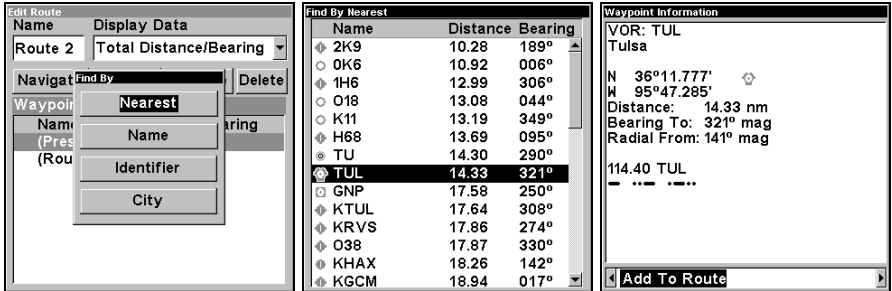 Edit Route
Name Display Data
Route 2 Total Distance/Bearing
Navigat Find By Delete
Waypoin
Nearest
Nam aring
(Pres
Name
(Rou
Identifier
City
Find By Nearest
Name Distance Bearing
2K9 10.28 189º
0K6 10.92 006º
1H6 12.99 306º
O18 13.08 044º
K11 13.19 349º
H68 13.69 095º
TU 14.30 290º
TUL 14.33 321º
GNP 17.58 250º
KTUL 17.64 308º
KRVS 17.86 274º
O38 17.87 330º
KHAX 18.26 142º
KGCM 18.94 017º
Waypoint Information
VOR: TUL
Tulsa
N 36º11.777'
W 95º47.285'
Distance: 14.33 nm
Bearing To: 321º mag
Radial From: 141º mag
114.40 TUL
Add To Route